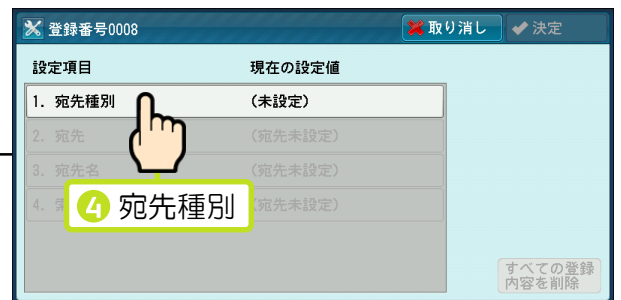 登録番号0008 取り消し 決定
設定項目 現在の設定値
1. 宛先種別 (未設定)
2. 宛先 (宛先未設定)
3. 宛先名 (宛先未設定)
4. (宛先未設定)
4 宛先種別
すべての登録
内容を削除